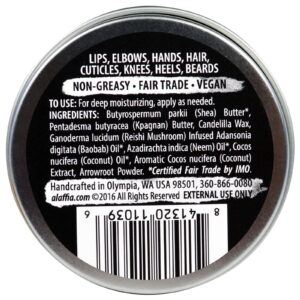 LIPS, ELBOWS, HANDS, HAIR,
CUTICLES, KNEES, HEELS, BEARDS
NON-GREASY • FAIR TRADE • VEGAN
TO USE: For deep moisturizing, apply as needed.
INGREDIENTS: Butyrospermum parkii (Shea) Butter*,
Pentadesma butyracea (Kpagnan) Butter, Candelilla Wax,
Ganoderma lucidum (Reishi Mushroom) Infused Adansonia
digitata (Baobab) Oil*, Azadirachta indica (Neem) Oil*, Cocos
nucifera (Coconut) Oil*, Aromatic Cocos nucifera (Coconut)
Extract, Arrowroot Powder. *Certified Fair Trade by IMO.
Handcrafted in Olympia, WA USA 98501, 360-866-0080
alaffia.com ©2016 All Rights Reserved EXTERNAL USE ONLY
8 41320 11039 6